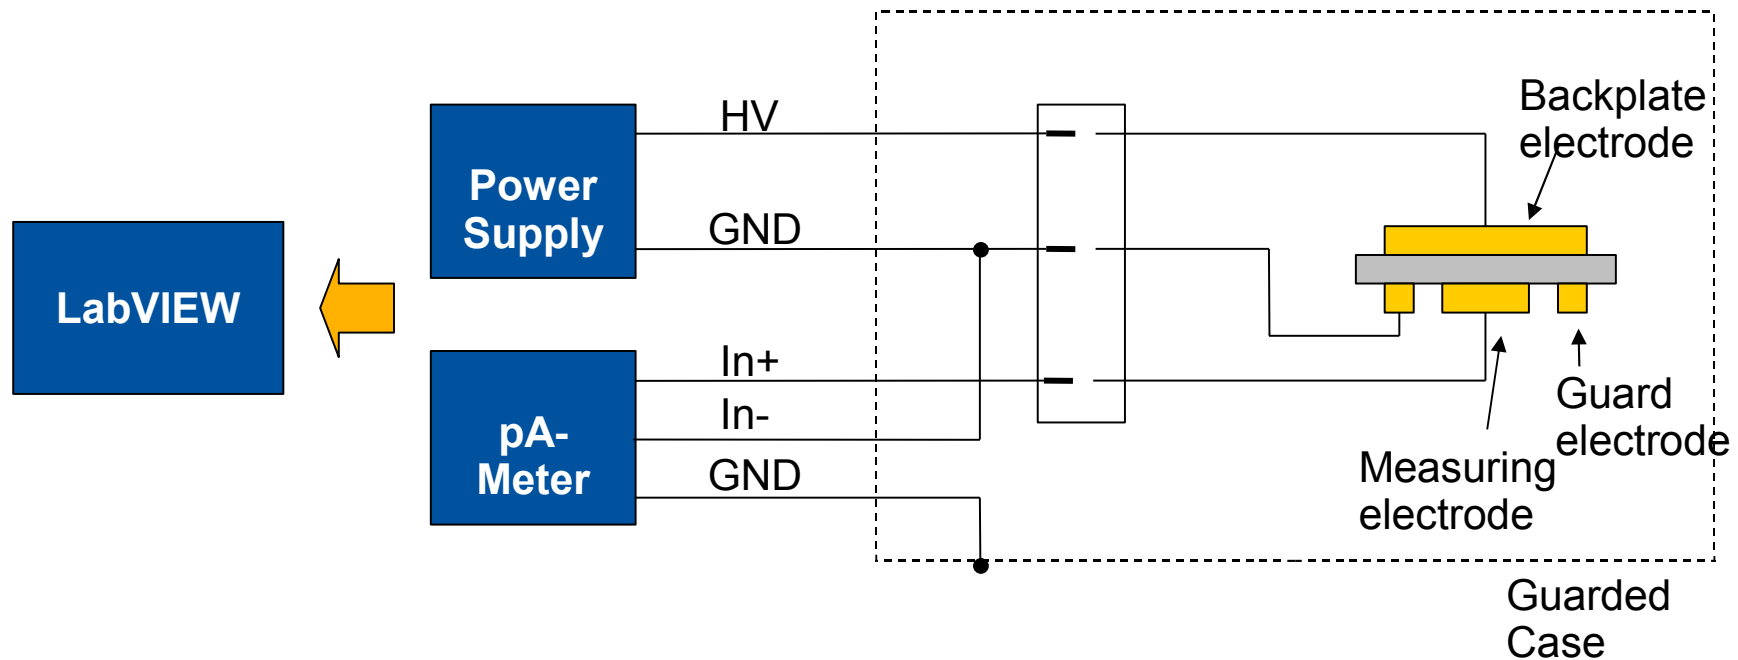 LabVIEW
Power
Supply
HV
GND
pA-
Meter
In+
In-
GND
Backplate
electrode
Guard
electrode
Measuring
electrode
Guarded
Case